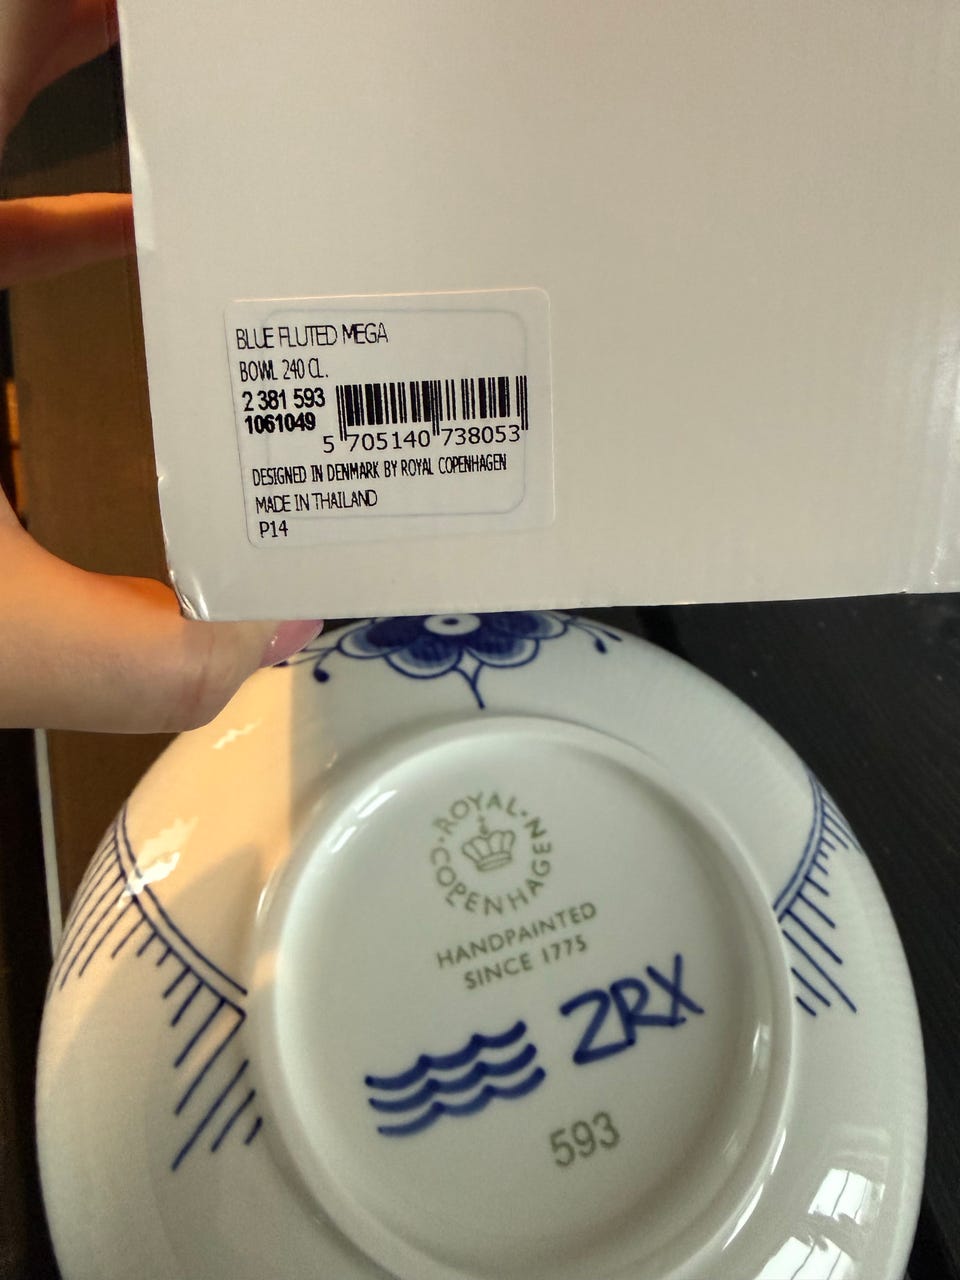 BLUE FLUTED MEGA
BOWL 240 CL.
2 381 593
1061049
5 705140 738053
DESIGNED IN DENMARK BY ROYAL COPENHAGEN
MADE IN THAILAND
P14
ROYAL
COPENHAGEN
HANDPAINTED
SINCE 1775
ZRX
593